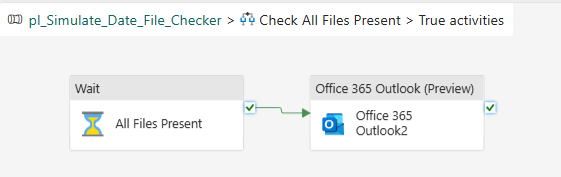 pl_Simulate_Date_File_Checker > Check All Files Present > True activities
Wait
All Files Present
Office 365 Outlook (Preview)
Office 365
Outlook2